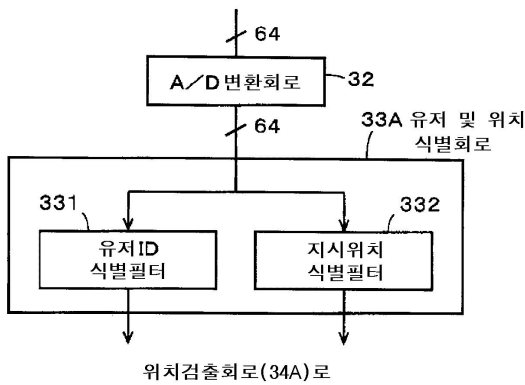 64
A/D 변환회로
32
64
33A 유저 및 위치
식별회로
331
332
유저ID
식별필터
지시위치
식별필터
위치검출회로(34A)로